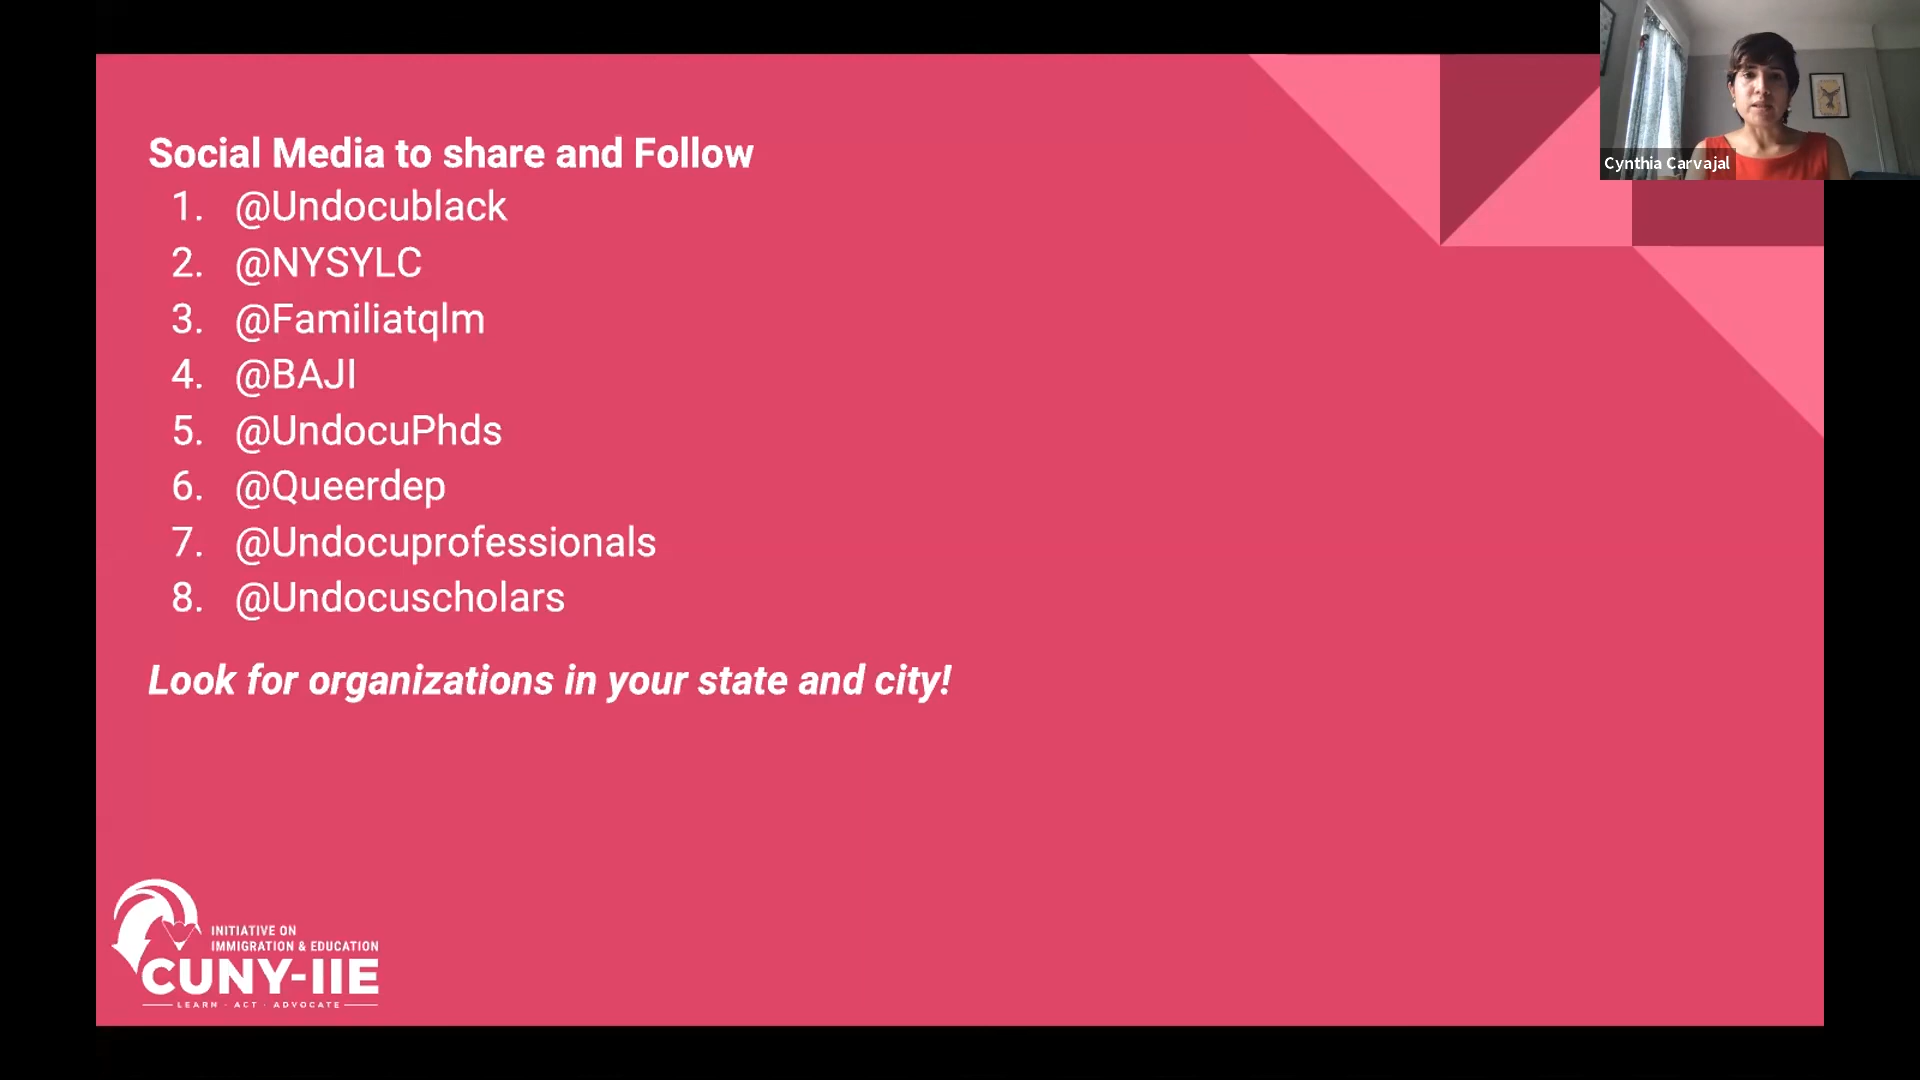 Social Media to share and Follow
1. @Undocublack
2. @NYSYLC
3. @Familiatqlm
4. @BAJI
5. @UndocuPhds
6. @Queerdep
7. @Undocuprofessionals
8. @Undocuscholars
Look for organizations in your state and city!
Cynthia Carvajal
INITIATIVE ON
IMMIGRATION & EDUCATION
CUNY-IIE
LEARN · ACT · ADVOCATE